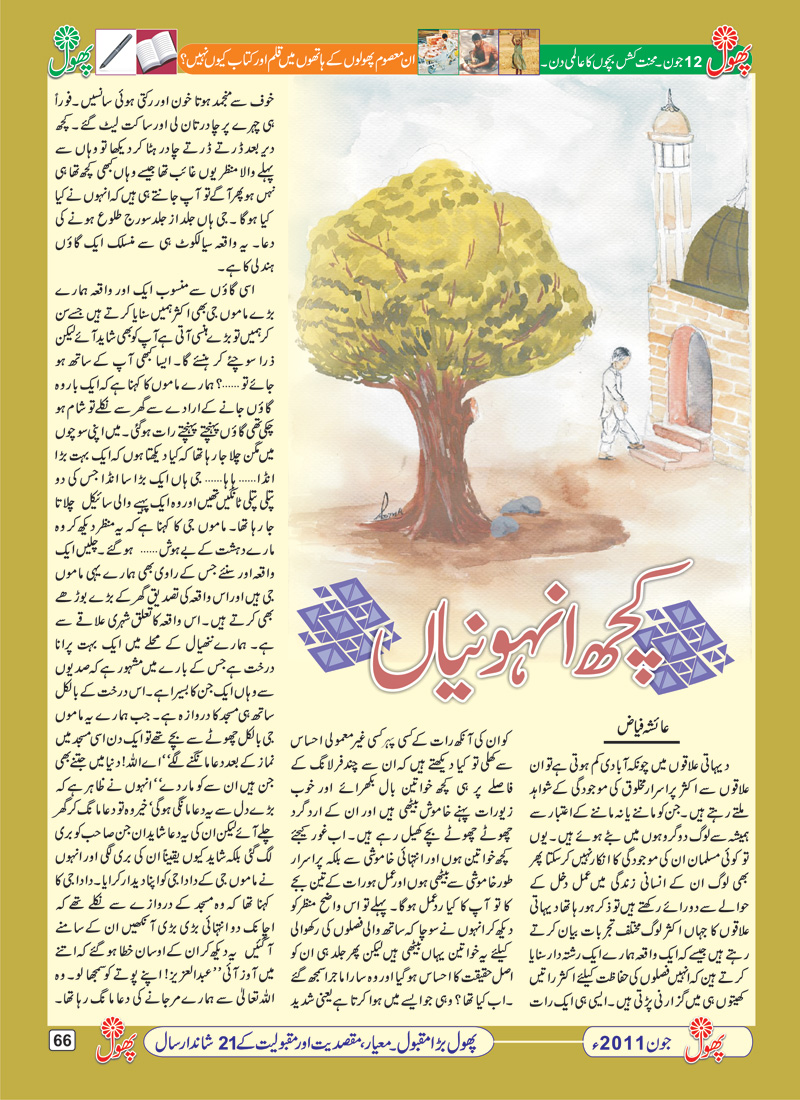 پھول
12 جون۔ محنت کش بچوں کا عالمی دن۔
ان معصوم پھولوں کے ہاتھوں میں قلم اور کتاب کیوں نہیں؟
پھول
کچھ انہونیاں
عائشہ فیاض
دیہاتی علاقوں میں چونکہ آبادی کم ہوتی ہے تو ان
علاقوں سے اکثر پراسرار مخلوق کی موجودگی کے شواہد
ملتے رہتے ہیں۔ جن کو ماننے یا نہ ماننے کے اعتبار سے
ہمیشہ سے لوگ دو گروہوں میں بٹے ہوئے ہیں۔ یوں
تو کوئی مسلمان ان کی موجودگی کا انکار نہیں کر سکتا پھر
بھی لوگ ان کے انسانی زندگی میں عمل دخل کے
حوالے سے دو رائے رکھتے ہیں تو ذکر ہو رہا تھا دیہاتی
علاقوں کا جہاں اکثر لوگ مختلف تجربات بیان کرتے
رہتے ہیں جیسے کہ ایک واقعہ ہمارے ایک رشتہ دار سنایا
کرتے ہین کہ انہیں فصلوں کی حفاظت کیلئے اکثر راتیں
کھیتوں ہی میں گزارنی پڑتی ہیں۔ ایسی ہی ایک رات
کو ان کی آنکھ رات کے کسی پہر کسی غیر معمولی احساس
سے کھلی تو کیا دیکھتے ہیں کہ ان سے چند فرلانگ کے
فاصلے پر ہی کچھ خواتین بال بکھرائے اور خوب
زیورات پہنے خاموش بیٹھی ہیں اور ان کے اردگرد
چھوٹے چھوٹے بچے کھیل رہے ہیں۔ اب غور کیجئے
کچھ خواتین ہوں اور انتہائی خاموشی سے بلکہ پراسرار
طور خاموشی سے بیٹھی ہوں اور عمل ہو رات کے تین بجے
کا تو آپ کا کیا ردعمل ہوگا۔ پہلے تو اس واضح منظر کو
دیکھ کر انہوں نے سوچا کہ ساتھ والی فصلوں کی رکھوالی
کیلئے یہ خواتین یہاں بیٹھی ہیں لیکن پھر جلد ہی ان کو
اصل حقیقت کا احساس ہو گیا اور وہ سارا ماجرا سمجھ گئے
۔ اب کیا تھا؟ وہی جو ایسے میں ہوا کرتا ہے یعنی شدید
خوف سے منجمد ہوتا خون اور رکتی ہوئی سانسیں۔ فوراً
ہی چہرے پر چادر تان لی اور ساکت لیٹ گئے۔ کچھ
دیر بعد ڈرتے ڈرتے چادر ہٹا کر دیکھا تو وہاں سے
پہلے والا منظر یوں غائب تھا جیسے وہاں کبھی کچھ تھا ہی
نہیں ہو پھر آگے تو آپ جانتے ہی ہیں کہ انہوں نے کیا
کیا ہوگا۔ جی ہاں جلد از جلد سورج طلوع ہونے کی
دعا۔ یہ واقعہ سیالکوٹ ہی سے منسلک ایک گاؤں
ہندلی کا ہے۔
اسی گاؤں سے منسوب ایک اور واقعہ ہمارے
بڑے ماموں جی بھی اکثر ہمیں سنایا کرتے ہیں جسے سن
کر ہمیں تو بڑے ہنسی آتی ہے آپ کو بھی شاید آئے لیکن
ذرا سوچئے کر ہنسئے گا۔ ایسا کبھی آپ کے ساتھ ہو
جائے تو ......؟ ہمارے ماموں کا کہنا ہے کہ ایک بار وہ
گاؤں جانے کے ارادے سے گھر سے نکلے تو شام ہو
چکی تھی گاؤں پہنچتے پہنچتے رات ہوگئی۔ میں اپنی سوچوں
میں مگن چلا جا رہا تھا کہ کیا دیکھتا ہوں کہ ایک بہت بڑا
انڈا...... ہاہا...... جی ہاں ایک بڑا سا انڈا جس کی دو
پتلی پتلی ٹانگیں تھیں اور وہ ایک پہیے والی سائیکل چلاتا
جا رہا تھا۔ ماموں جی کا کہنا ہے کہ یہ منظر دیکھ کر وہ
مارے دہشت کے بے ہوش ...... ہو گئے۔ چلیں ایک
واقعہ اور سنئے جس کے راوی بھی ہمارے یہی ماموں
جی ہیں اور اس واقعہ کی تصدیق گھر کے بڑے بوڑھے
بھی کرتے ہیں۔ اس واقعہ کا تعلق شہری علاقے سے
ہے۔ ہمارے ننھیال کے محلے میں ایک بہت پرانا
درخت ہے جس کے بارے میں مشہور ہے کہ صدیوں
سے وہاں ایک جن کا بسیرا ہے۔ اس درخت کے بالکل
ساتھ ہی مسجد کا دروازہ ہے۔ جب ہمارے یہ ماموں
جی بالکل چھوٹے سے بچے تھے تو ایک دن اسی مسجد میں
نماز کے بعد دعا مانگنے لگے ’’اے اللہ! دنیا میں جتنے بھی
جن ہیں ان سے کو مار دے‘‘ انہوں نے ظاہر ہے کہ
بڑے دل سے یہ دعا مانگی ہوگی‘ خیر وہ تو دعا مانگ کر گھر
چلے آئے لیکن ان کی یہ دعا شاید ان جن صاحب کو بری
لگ گئی بلکہ شاید کیوں یقیناً ان کی بری لگی اور انہوں
نے ماموں جی کے دادا جی کو اپنا دیدار کرایا۔ دادا جی کا
کہنا تھا کہ وہ مسجد کے دروازے سے نکلے تھے کہ
اچانک دو انتہائی بڑی بڑی آنکھیں ان کے سامنے
آگئیں یہ دیکھ کر ان کے اوسان خطا ہو گئے کہ اتنے
میں آوز آئی ’’عبدالعزیز! اپنے پوتے کو سمجھا لو۔ وہ
اللہ تعالیٰ سے ہمارے مرجانے کی دعا مانگ رہا تھا۔
پھول
جون 2011ء
پھول بڑا مقبول۔ معیار، مقصدیت اور مقبولیت کے 21 شاندار سال
پھول
66